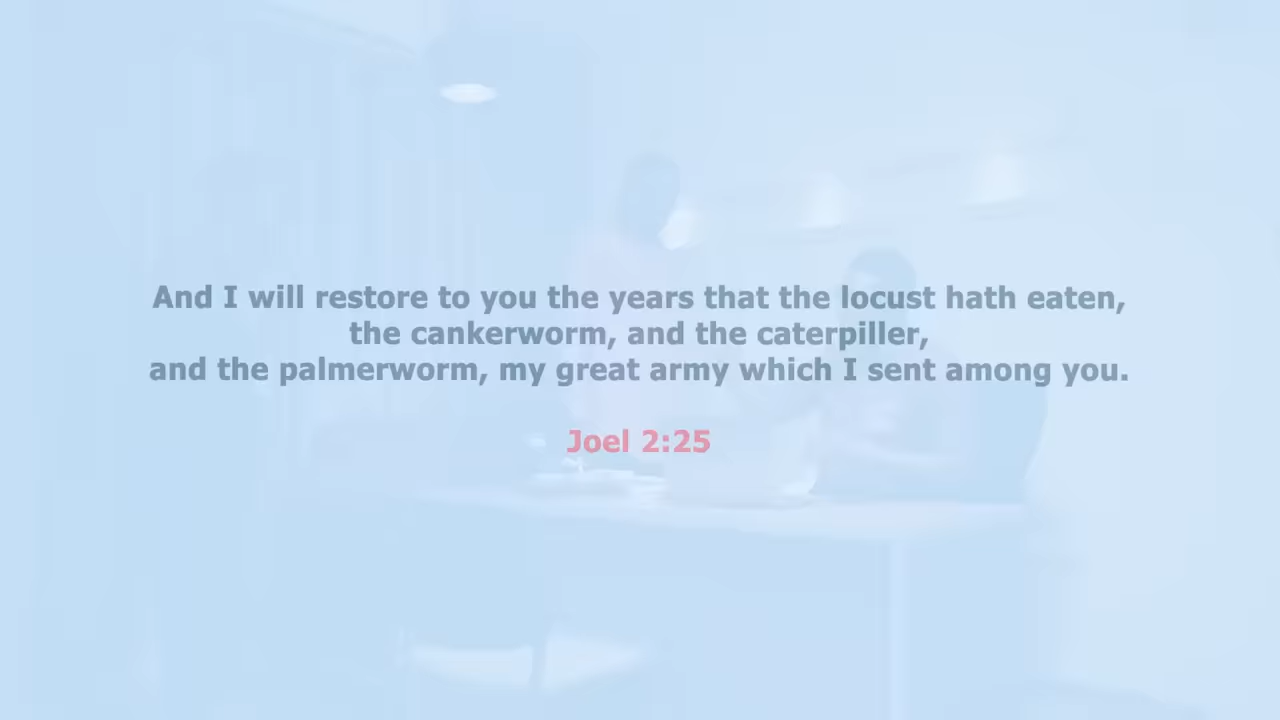 And I will restore to you the years that the locust hath eaten,
the cankerworm, and the caterpiller,
and the palmerworm, my great army which I sent among you.
Joel 2:25